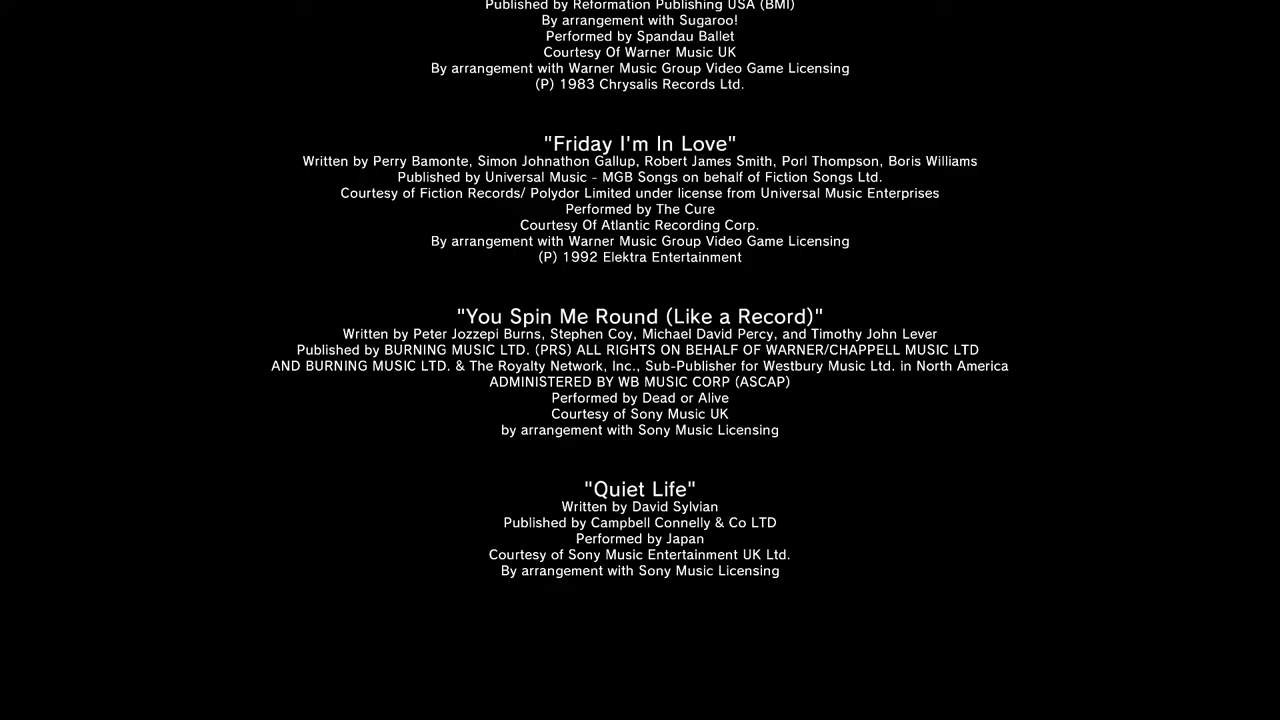 Published by Reformation Publishing USA (BMI)
By arrangement with Sugaroo!
Performed by Spandau Ballet
Courtesy Of Warner Music UK
By arrangement with Warner Music Group Video Game Licensing
(P) 1983 Chrysalis Records Ltd.
"Friday I'm In Love"
Written by Perry Bamonte, Simon Johnathon Gallup, Robert James Smith, Porl Thompson, Boris Williams
Published by Universal Music - MGB Songs on behalf of Fiction Songs Ltd.
Courtesy of Fiction Records/ Polydor Limited under license from Universal Music Enterprises
Performed by The Cure
Courtesy Of Atlantic Recording Corp.
By arrangement with Warner Music Group Video Game Licensing
(P) 1992 Elektra Entertainment
"You Spin Me Round (Like a Record)"
Written by Peter Jozzepi Burns, Stephen Coy, Michael David Percy, and Timothy John Lever
Published by BURNING MUSIC LTD. (PRS) ALL RIGHTS ON BEHALF OF WARNER/CHAPPELL MUSIC LTD
AND BURNING MUSIC LTD. & The Royalty Network, Inc., Sub-Publisher for Westbury Music Ltd. in North America
ADMINISTERED BY WB MUSIC CORP (ASCAP)
Performed by Dead or Alive
Courtesy of Sony Music UK
by arrangement with Sony Music Licensing
"Quiet Life"
Written by David Sylvian
Published by Campbell Connelly & Co LTD
Performed by Japan
Courtesy of Sony Music Entertainment UK Ltd.
By arrangement with Sony Music Licensing